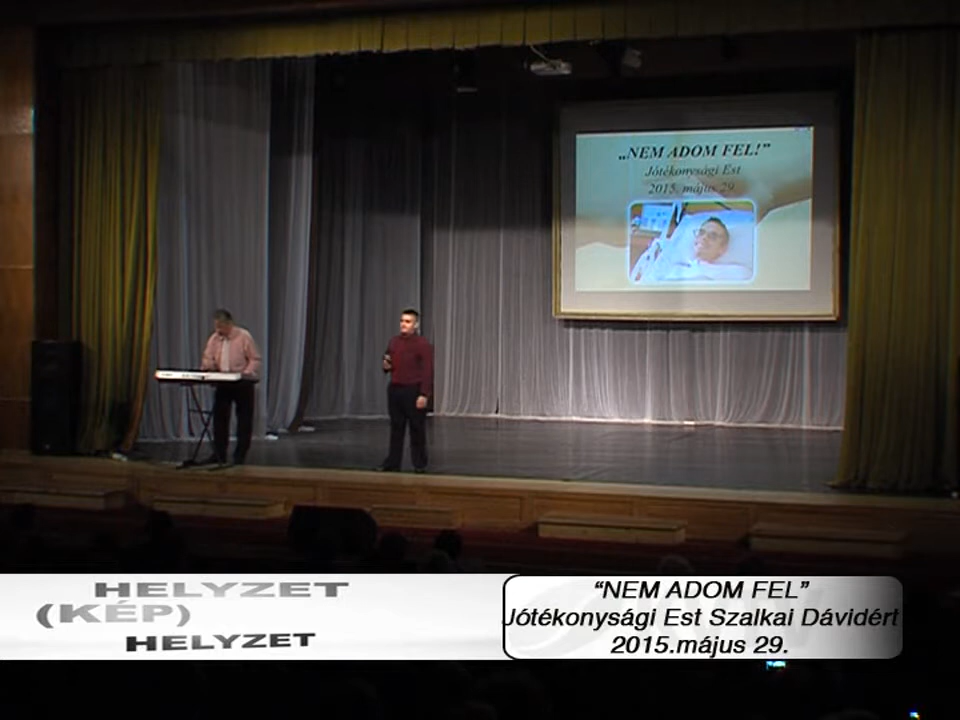 „NEM ADOM FEL!”
Jótékonysági Est
2015. május 29.
HELYZET
(KÉP)
HELYZET
“NEM ADOM FEL”
Jótékonysági Est Szalkai Dávidért
2015.május 29.